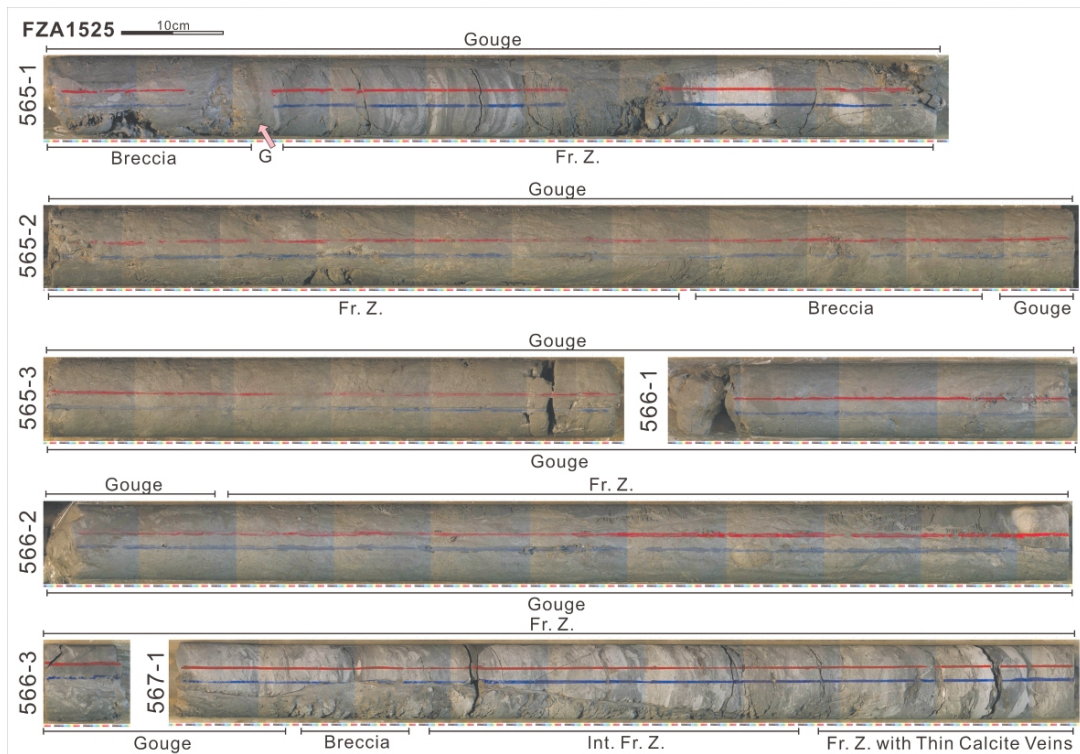 FZA1525
10cm
Gouge
565-1
Breccia
G
Fr. Z.
Gouge
565-2
Fr. Z.
Breccia
Gouge
Gouge
565-3
566-1
Gouge
Gouge
Fr. Z.
566-2
Gouge
Fr. Z.
566-3
567-1
Gouge
Breccia
Int. Fr. Z.
Fr. Z. with Thin Calcite Veins